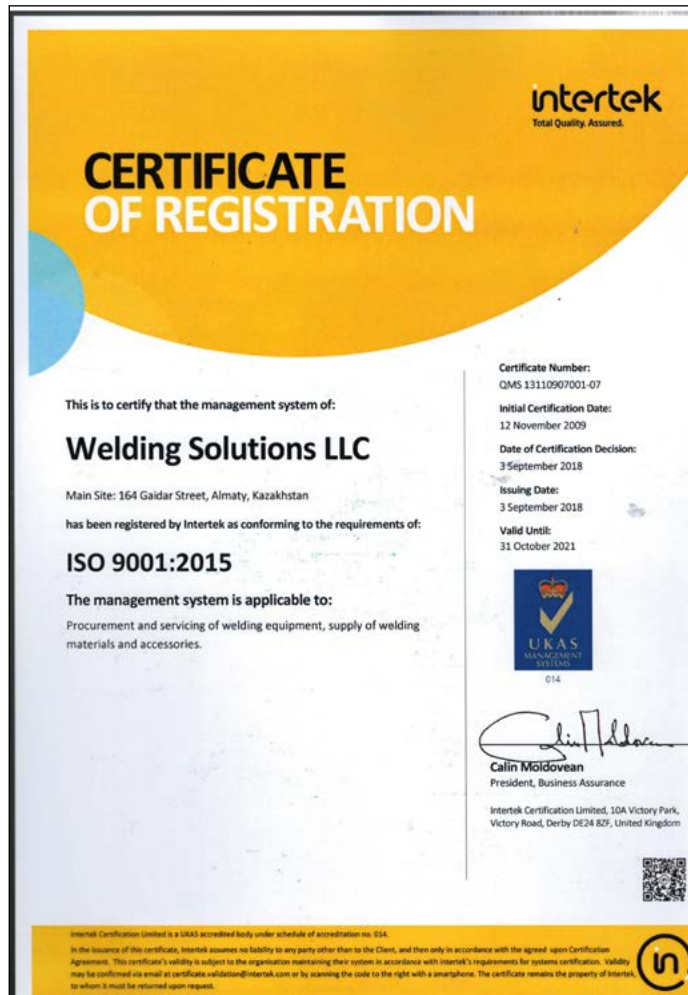 intertek
Total Quality. Assured.
CERTIFICATE
OF REGISTRATION
This is to certify that the management system of:
Welding Solutions LLC
Main Site: 164 Gaidar Street, Almaty, Kazakhstan
has been registered by Intertek as conforming to the requirements of:
ISO 9001:2015
The management system is applicable to:
Procurement and servicing of welding equipment, supply of welding
materials and accessories.
Certificate Number:
QMS 13110907001-07
Initial Certification Date:
12 November 2009
Date of Certification Decision:
3 September 2018
Issuing Date:
3 September 2018
Valid Until:
31 October 2021
UKAS
MANAGEMENT
SYSTEMS
014
Calin Moldovean
President, Business Assurance
Intertek Certification Limited, 10A Victory Park,
Victory Road, Derby DE24 8ZF, United Kingdom
Intertek Certification Limited is a UKAS accredited body under schedule of accreditation no. 014.
In the issuance of this certificate, Intertek assumes no liability to any party other than to the Client, and then only in accordance with the agreed upon Certification
Agreement. This certificate's validity is subject to the organisation maintaining their system in accordance with Intertek's requirements for systems certification. Validity
may be confirmed via email at certificate.validation@intertek.com or by scanning the code to the right with a smartphone. The certificate remains the property of Intertek,
to whom it must be returned upon request.
in